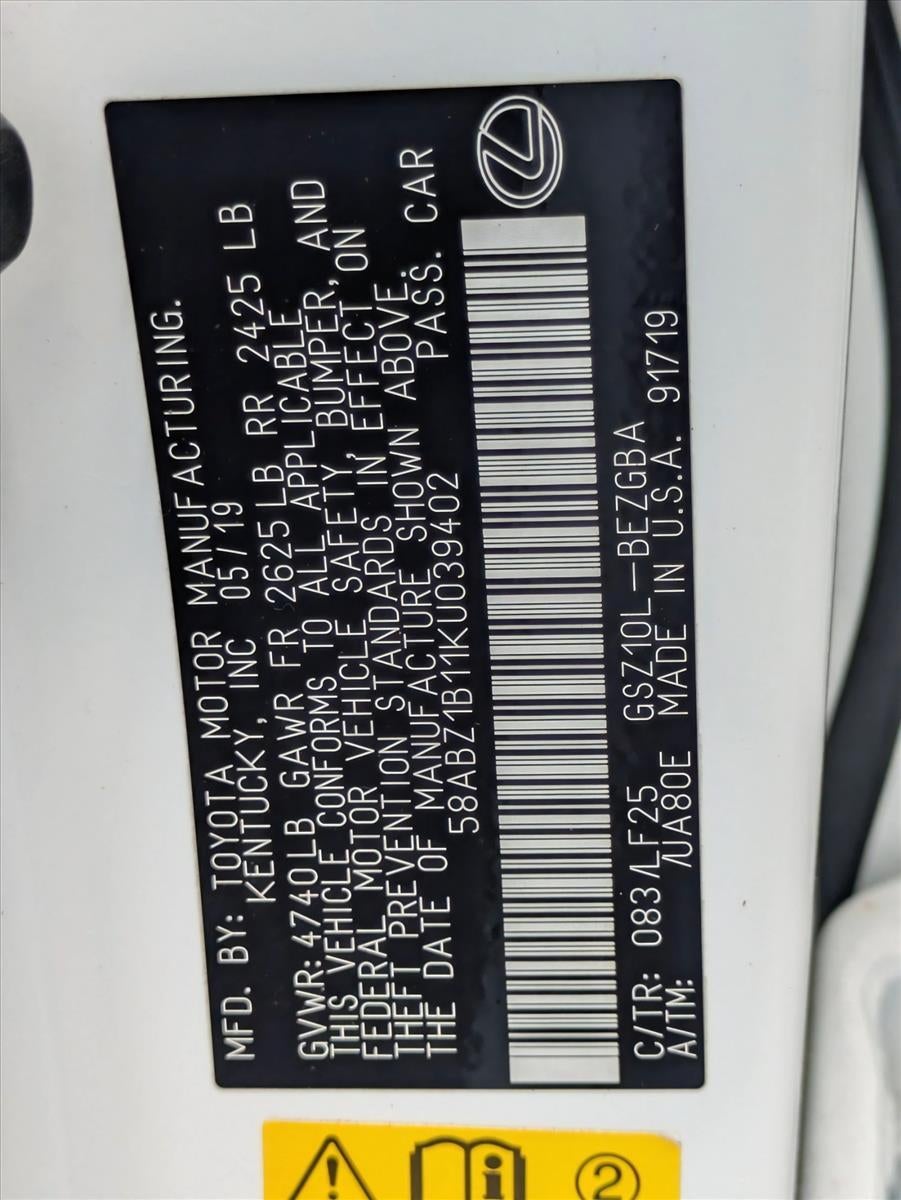 MFD. BY: TOYOTA MOTOR MANUFACTURING.
KENTUCKY, INC 05/19
GVWR: 4740LB GAWR FR 2625LB RR 2425 LB
THIS VEHICLE CONFORMS TO ALL APPLICABLE
FEDERAL MOTOR VEHICLE SAFETY, BUMPER, AND
THEFT PREVENTION STANDARDS IN EFFECT ON
THE DATE OF MANUFACTURE SHOWN ABOVE.
58ABZ1B11KU039402 PASS. CAR
C/TR: 083/LF25 GSZ10L-BEZGBA
A/TM: /UA80E MADE IN U.S.A. 91719
2